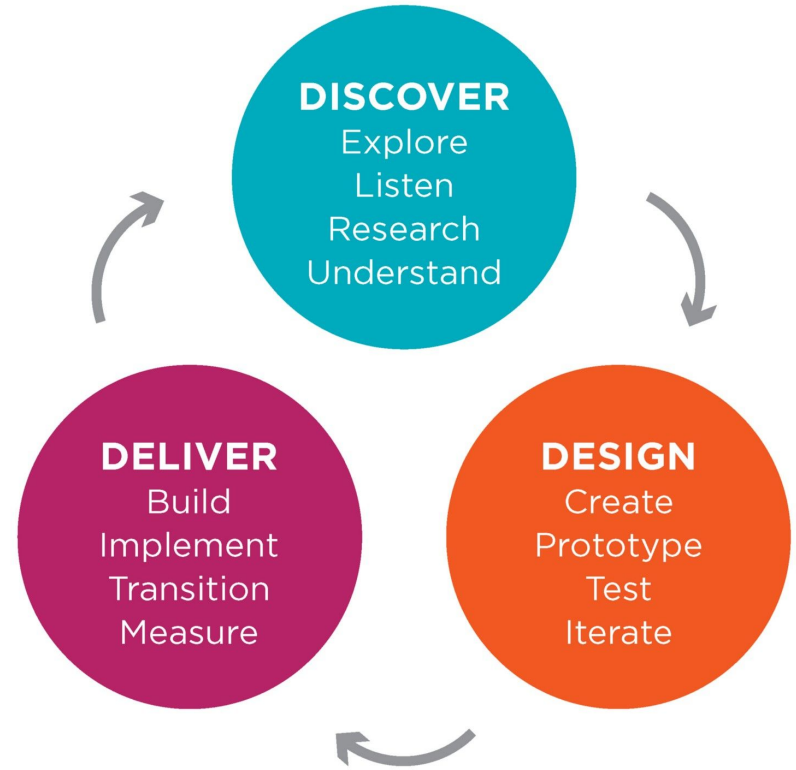 DISCOVER
Explore
Listen
Research
Understand
DELIVER
Build
Implement
Transition
Measure
DESIGN
Create
Prototype
Test
Iterate